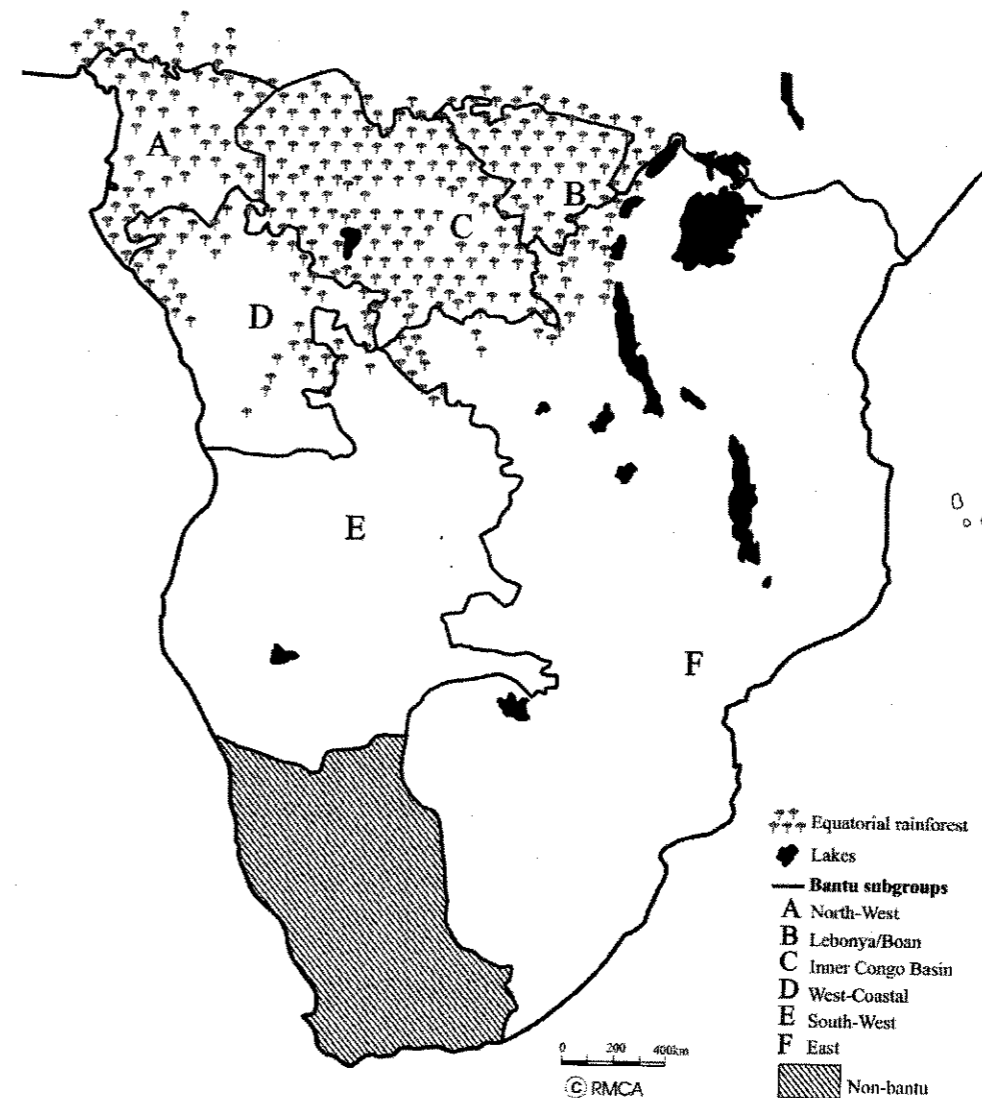 A
B
C
D
E
F
Equatorial rainforest
Lakes
Bantu subgroups
A North-West
B Lebonya/Boan
C Inner Congo Basin
D West-Coastal
E South-West
F East
Non-bantu
0 200 400km
© RMCA